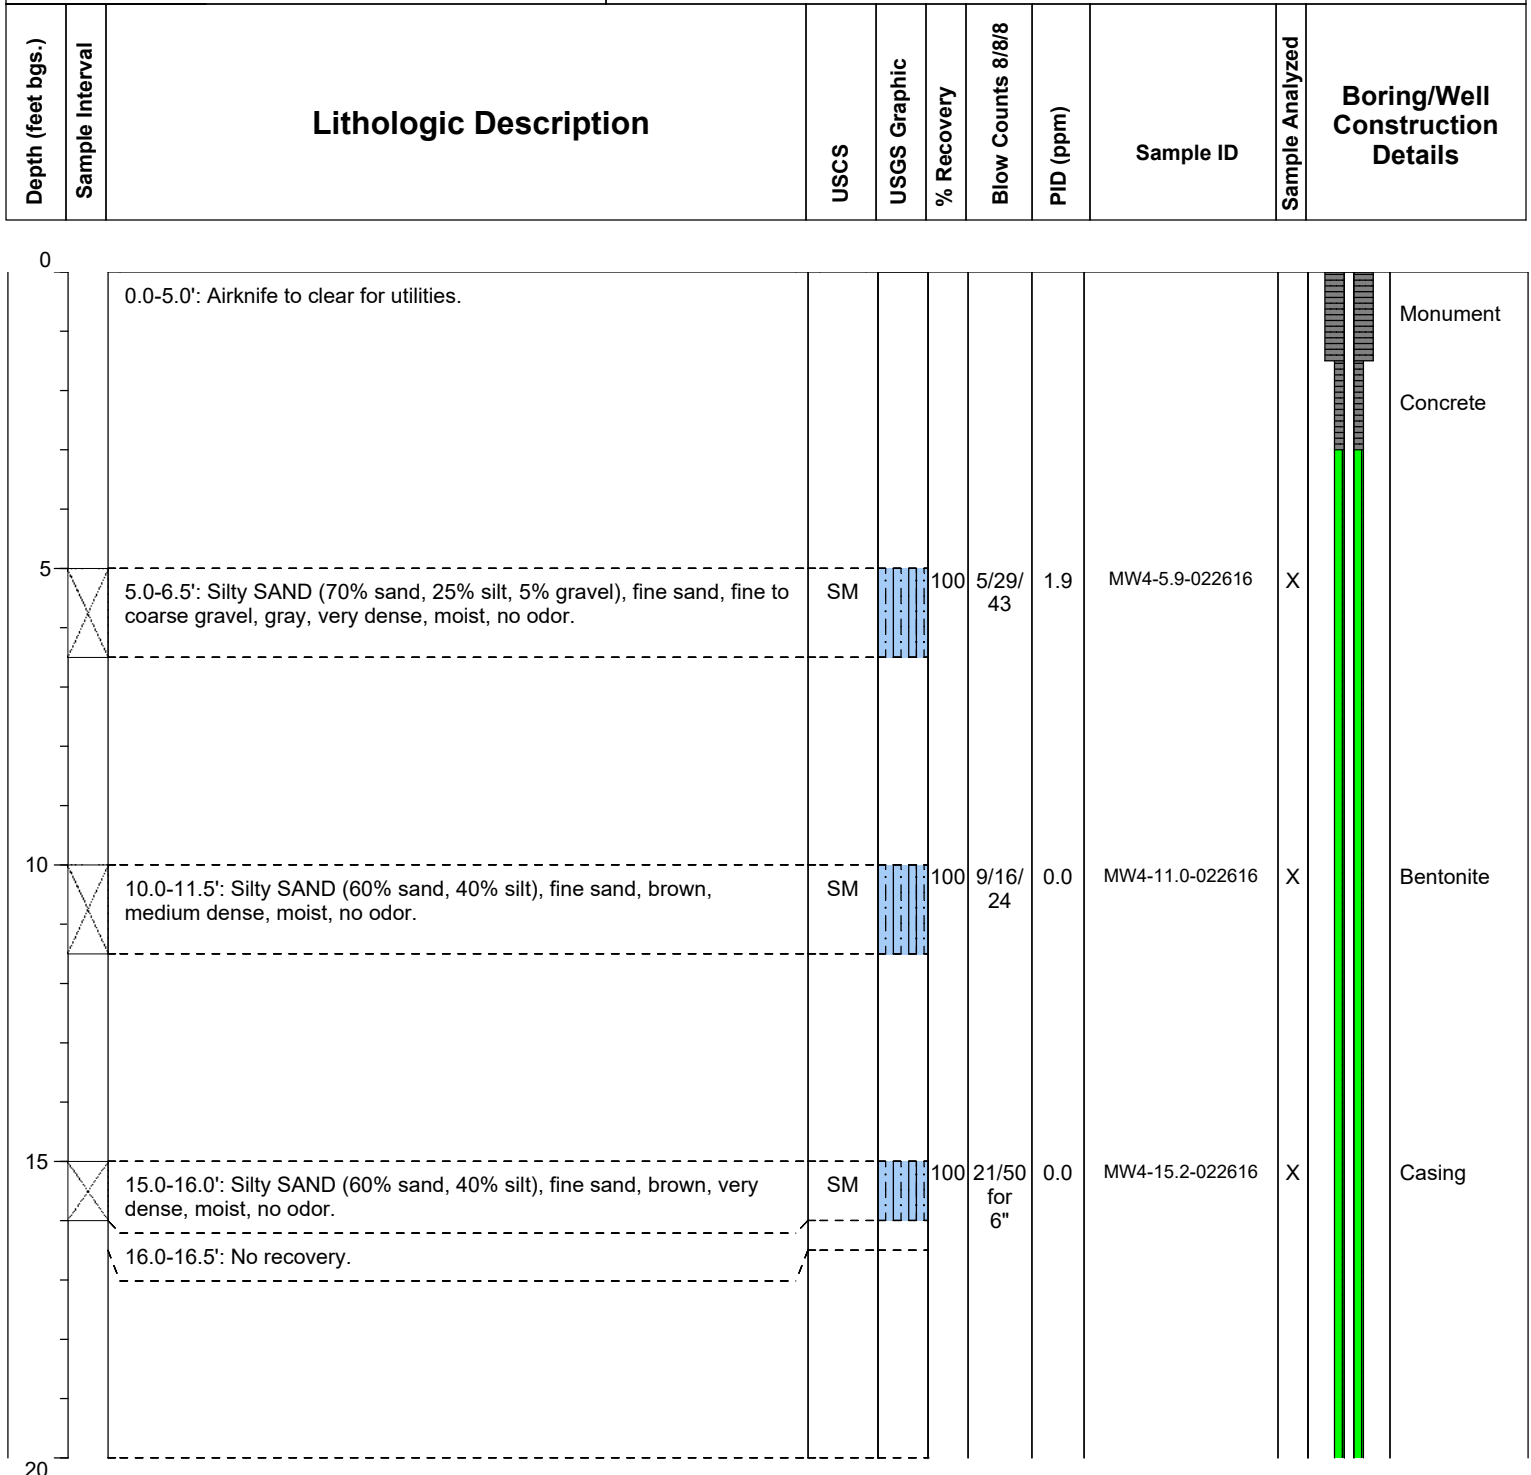 Depth (feet bgs.)
Sample Interval
Lithologic Description
USCS
USGS Graphic
% Recovery
Blow Counts 8/8/8
PID (ppm)
Sample ID
Sample Analyzed
Boring/Well
Construction
Details
0
0.0-5.0': Airknife to clear for utilities.
Monument
Concrete
5
5.0-6.5': Silty SAND (70% sand, 25% silt, 5% gravel), fine sand, fine to
coarse gravel, gray, very dense, moist, no odor.
SM
100
5/29/
43
1.9
MW4-5.9-022616
X
10
10.0-11.5': Silty SAND (60% sand, 40% silt), fine sand, brown,
medium dense, moist, no odor.
SM
100
9/16/
24
0.0
MW4-11.0-022616
X
Bentonite
15
15.0-16.0': Silty SAND (60% sand, 40% silt), fine sand, brown, very
dense, moist, no odor.
SM
100
21/50
for
6"
0.0
MW4-15.2-022616
X
Casing
16.0-16.5': No recovery.
20